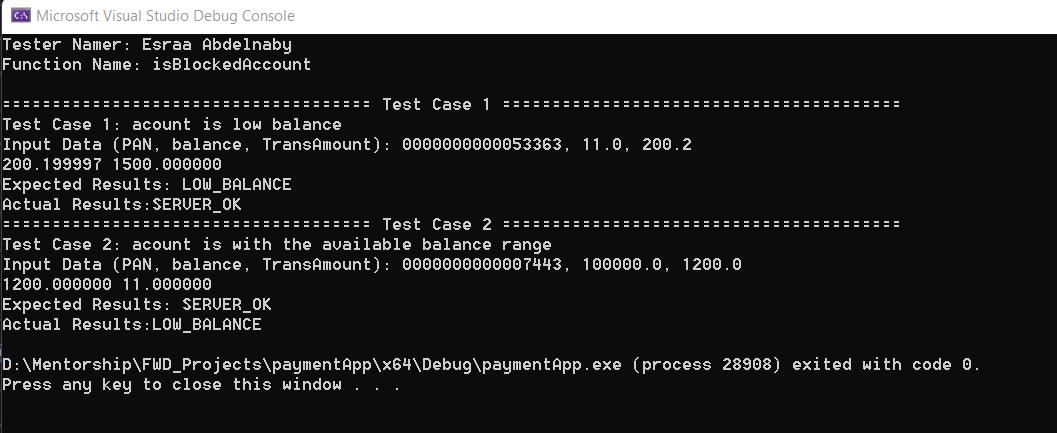 Microsoft Visual Studio Debug Console
Tester Namer: Esraa Abdelnaby
Function Name: isBlockedAccount
===================================== Test Case 1 ========================================
Test Case 1: acount is low balance
Input Data (PAN, balance, TransAmount): 0000000000053363, 11.0, 200.2
200.199997 1500.000000
Expected Results: LOW_BALANCE
Actual Results:SERVER_OK
===================================== Test Case 2 ========================================
Test Case 2: acount is with the available balance range
Input Data (PAN, balance, TransAmount): 0000000000007443, 100000.0, 1200.0
1200.000000 11.000000
Expected Results: SERVER_OK
Actual Results:LOW_BALANCE
D:\Mentorship\FWD_Projects\paymentApp\x64\Debug\paymentApp.exe (process 28908) exited with code 0.
Press any key to close this window . . .